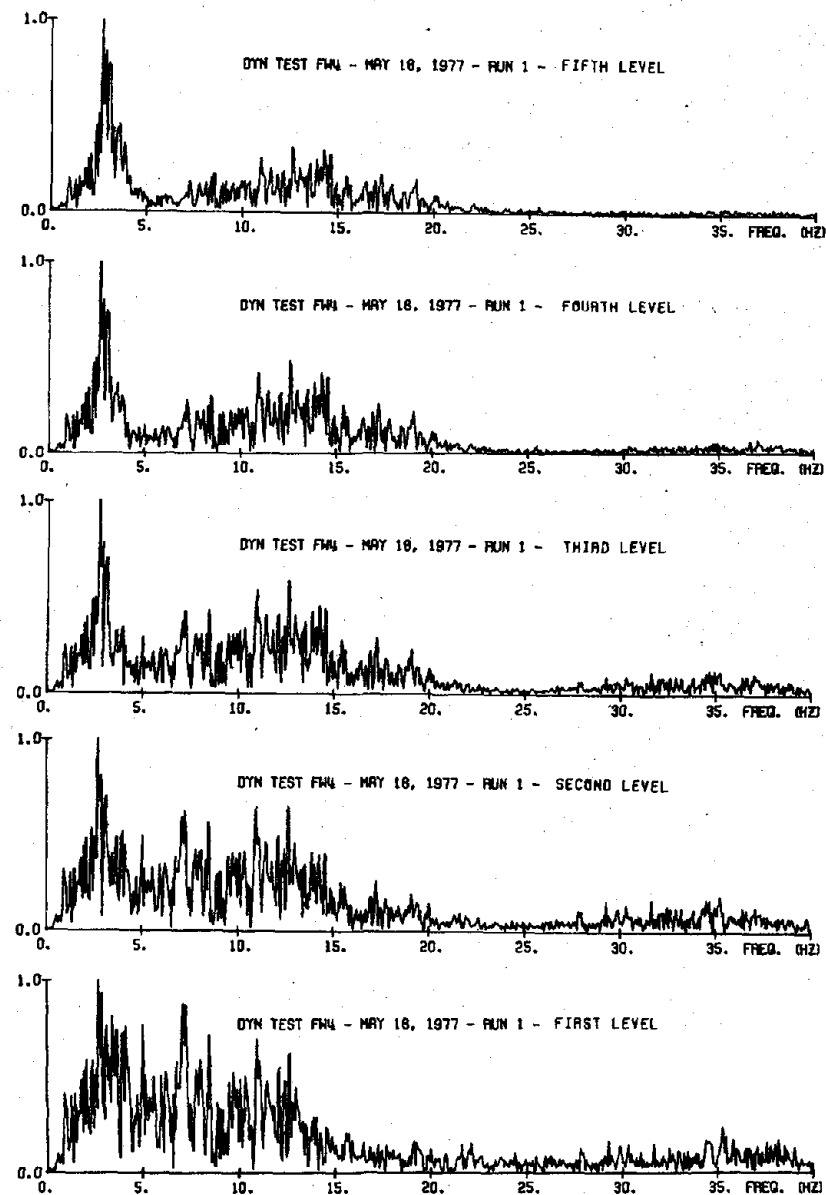 1.0
DYN TEST FW4 - MAY 18, 1977 - RUN 1 - FIFTH LEVEL
0.0
0. 5. 10. 15. 20. 25. 30. 35. FREQ. (HZ)
1.0
DYN TEST FW4 - MAY 18, 1977 - RUN 1 - FOURTH LEVEL
0.0
0. 5. 10. 15. 20. 25. 30. 35. FREQ. (HZ)
1.0
DYN TEST FW4 - MAY 18, 1977 - RUN 1 - THIRD LEVEL
0.0
0. 5. 10. 15. 20. 25. 30. 35. FREQ. (HZ)
1.0
DYN TEST FW4 - MAY 18, 1977 - RUN 1 - SECOND LEVEL
0.0
0. 5. 10. 15. 20. 25. 30. 35. FREQ. (HZ)
1.0
DYN TEST FW4 - MAY 18, 1977 - RUN 1 - FIRST LEVEL
0.0
0. 5. 10. 15. 20. 25. 30. 35. FREQ. (HZ)